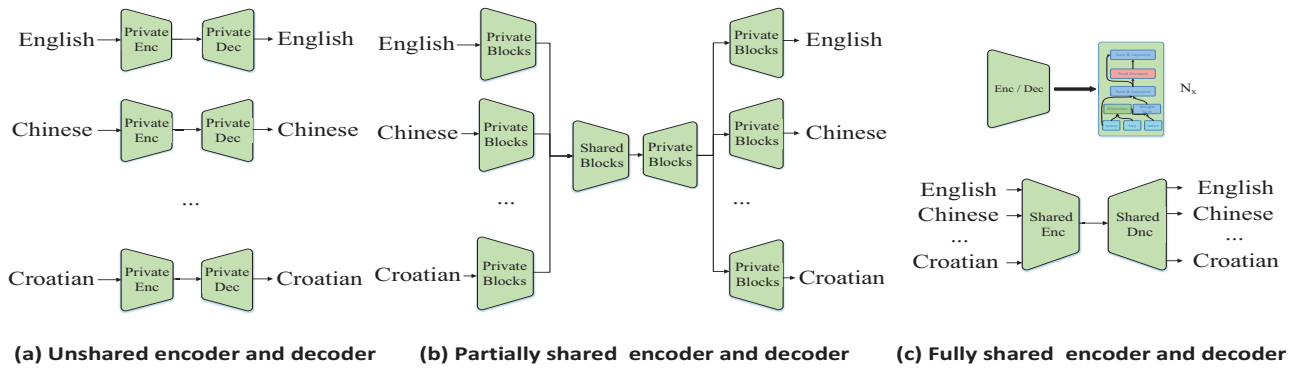 English
Private
Enc
Private
Dec
English
Chinese
Private
Enc
Private
Dec
Chinese
...
Croatian
Private
Enc
Private
Dec
Croatian
(a) Unshared encoder and decoder
English
Private
Blocks
Chinese
Private
Blocks
...
Croatian
Private
Blocks
Shared
Blocks
Private
Blocks
Private
Blocks
English
Private
Blocks
Chinese
...
Private
Blocks
Croatian
(b) Partially shared encoder and decoder
Enc / Dec
Nx
English
Chinese
...
Croatian
Shared
Enc
Shared
Dnc
English
Chinese
...
Croatian
(c) Fully shared encoder and decoder